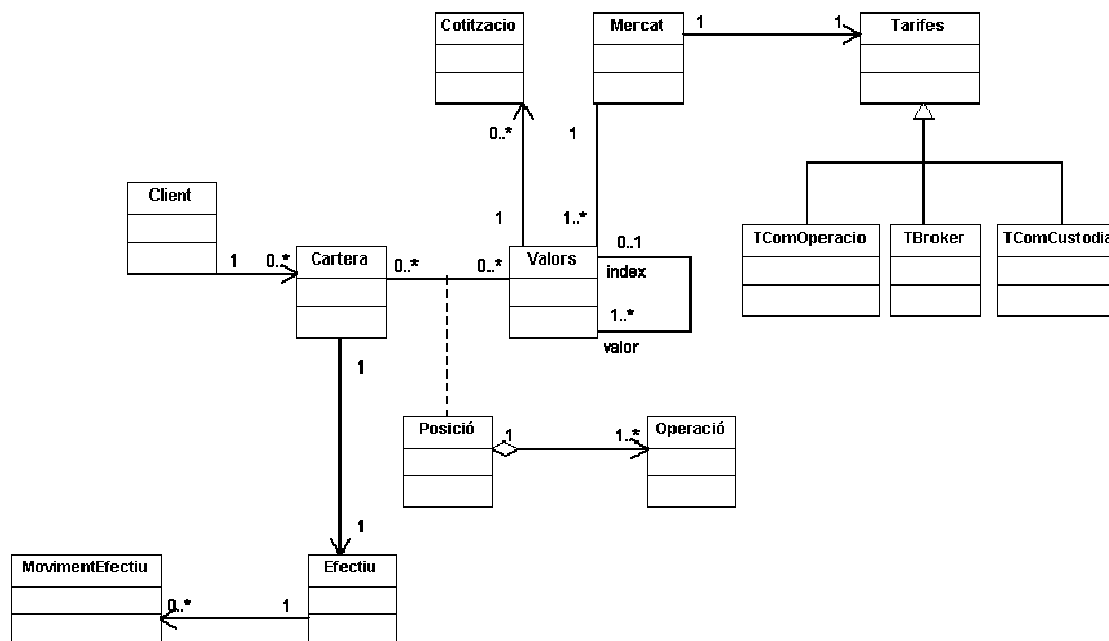 Cotitzacio
Mercat
1
1.
Tarifes
0..*
1
Client
1
1..*
0..1
TComOperacio
TBroker
TComCustodia
1
0..*
Cartera
0..*
0..*
Valors
index
1..*
valor
1
Posició
1
1..*
Operació
1
MovimentEfectiu
0..*
1
Efectiu